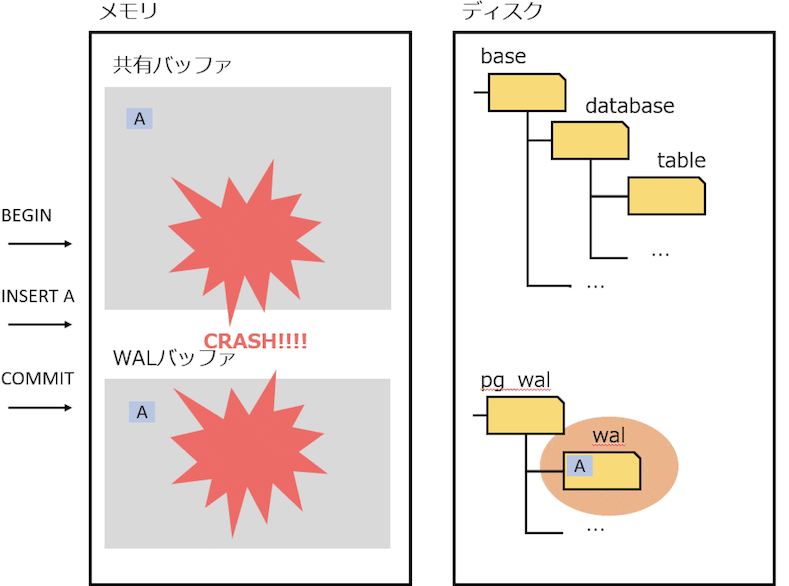 メモリ
ディスク
共有バッファ
A
BEGIN
INSERT A
COMMIT
CRASH!!!!
WALバッファ
A
base
database
table
...
...
pg_wal
wal
A
...